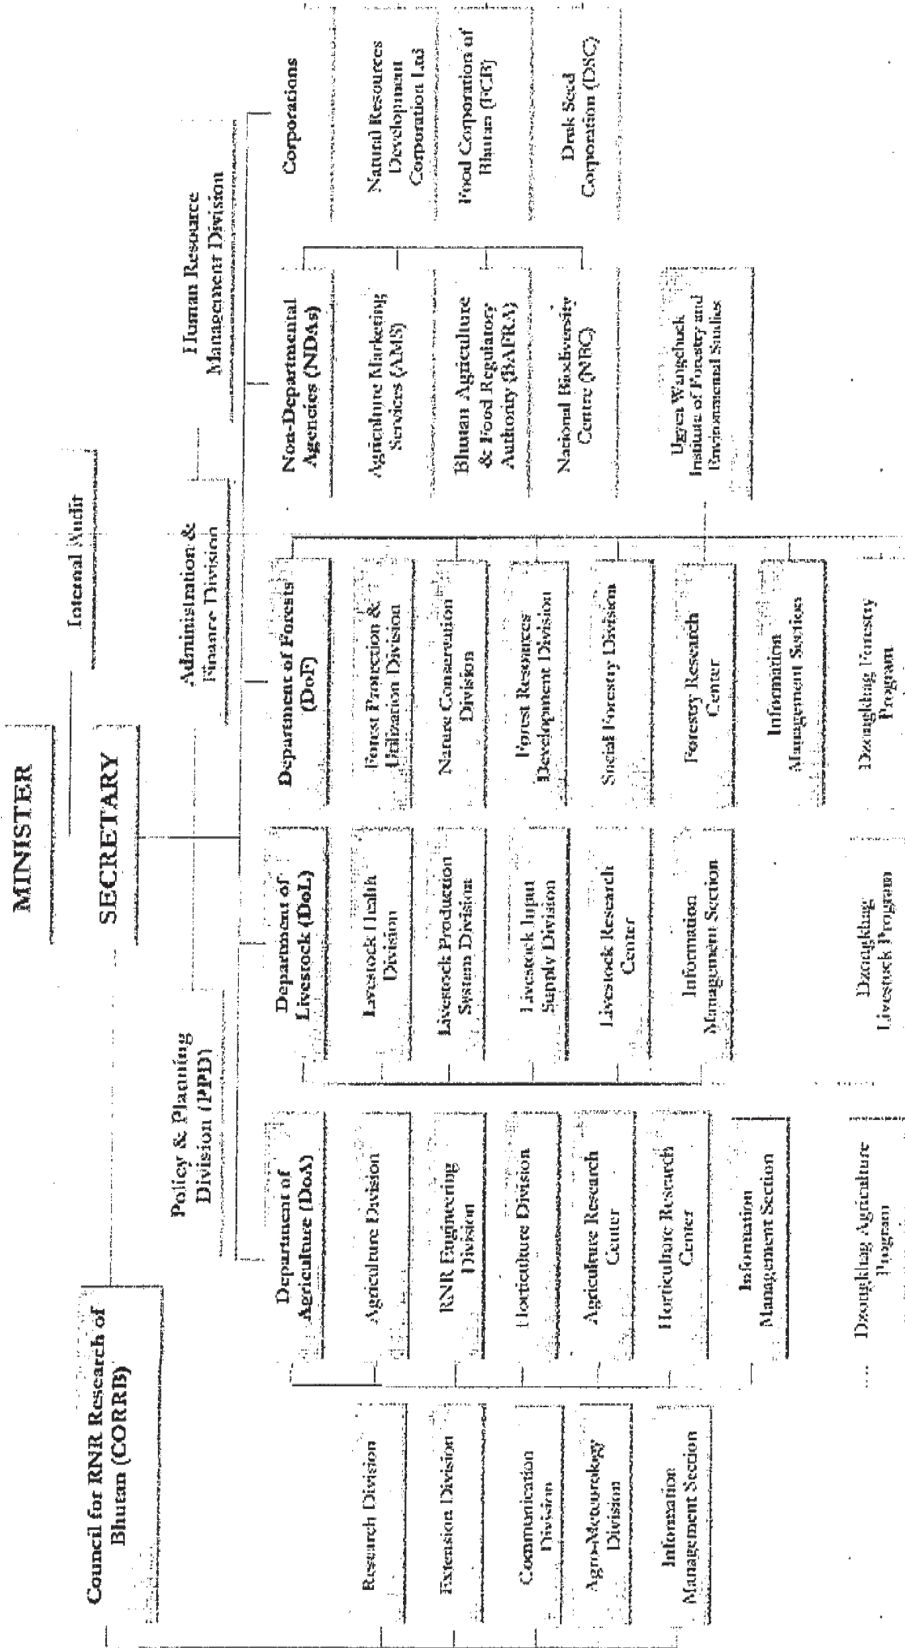 MINISTER
Internal Audit
SECRETARY
Council for RNR Research of
Bhutan (CORRB)
Policy & Planning
Division (PPD)
Administration &
Finance Division
Human Resource
Management Division
Research Division
Extension Division
Communication
Division
Agro-Meteorology
Division
Information
Management Section
Department of
Agriculture (DoA)
Agriculture Division
RNR Engineering
Division
Horticulture Division
Agriculture Research
Center
Horticulture Research
Center
Information
Management Section
Dzongkhag Agriculture
Program
Department of
Livestock (DoL)
Livestock Health
Division
Livestock Production
System Division
Livestock Input
Supply Division
Livestock Research
Center
Information
Management Section
Dzongkhag
Livestock Program
Department of Forests
(DoF)
Forest Protection &
Utilization Division
Nature Conservation
Division
Forest Resources
Development Division
Social Forestry Division
Forestry Research
Center
Information
Management Section
Dzongkhag Forestry
Program
Non-Departmental
Agencies (NDAs)
Agriculture Marketing
Services (AMS)
Bhutan Agriculture
& Food Regulatory
Authority (BAFRA)
National Biodiversity
Centre (NBC)
Ugyen Wangchuck
Institute of Forestry and
Environmental Studies
Corporations
Natural Resources
Development
Corporation Ltd
Food Corporation of
Bhutan (FCB)
Druk Seed
Corporation (DSC)